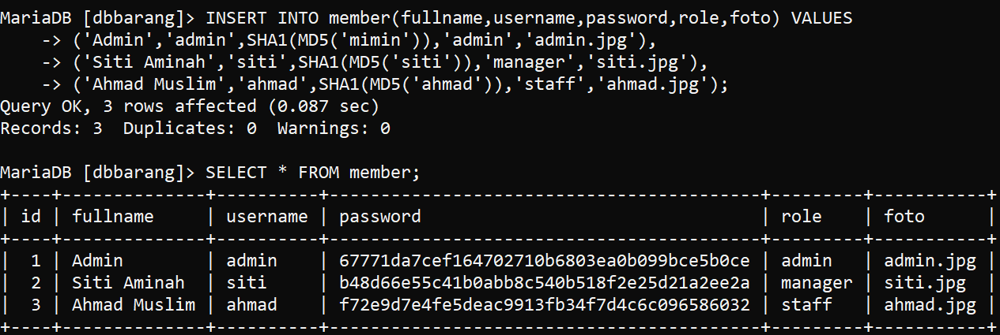 MariaDB [dbbarang]> INSERT INTO member(fullname,username,password,role,foto) VALUES
    -> ('Admin','admin',SHA1(MD5('mimin')),'admin','admin.jpg'),
    -> ('Siti Aminah','siti',SHA1(MD5('siti')),'manager','siti.jpg'),
    -> ('Ahmad Muslim','ahmad',SHA1(MD5('ahmad')),'staff','ahmad.jpg');
Query OK, 3 rows affected (0.087 sec)
Records: 3  Duplicates: 0  Warnings: 0

MariaDB [dbbarang]> SELECT * FROM member;
+----+--------------+----------+------------------------------------------+---------+-----------+
| id | fullname     | username | password                                 | role    | foto      |
+----+--------------+----------+------------------------------------------+---------+-----------+
|  1 | Admin        | admin    | 67771da7cef164702710b6803ea0b099bce5b0ce | admin   | admin.jpg |
|  2 | Siti Aminah  | siti     | b48d66e55c41b0abb8c540b518f2e25d21a2ee2a | manager | siti.jpg  |
|  3 | Ahmad Muslim | ahmad    | f72e9d7e4fe5deac9913fb34f7d4c6c096586032 | staff   | ahmad.jpg |
+----+--------------+----------+------------------------------------------+---------+-----------+